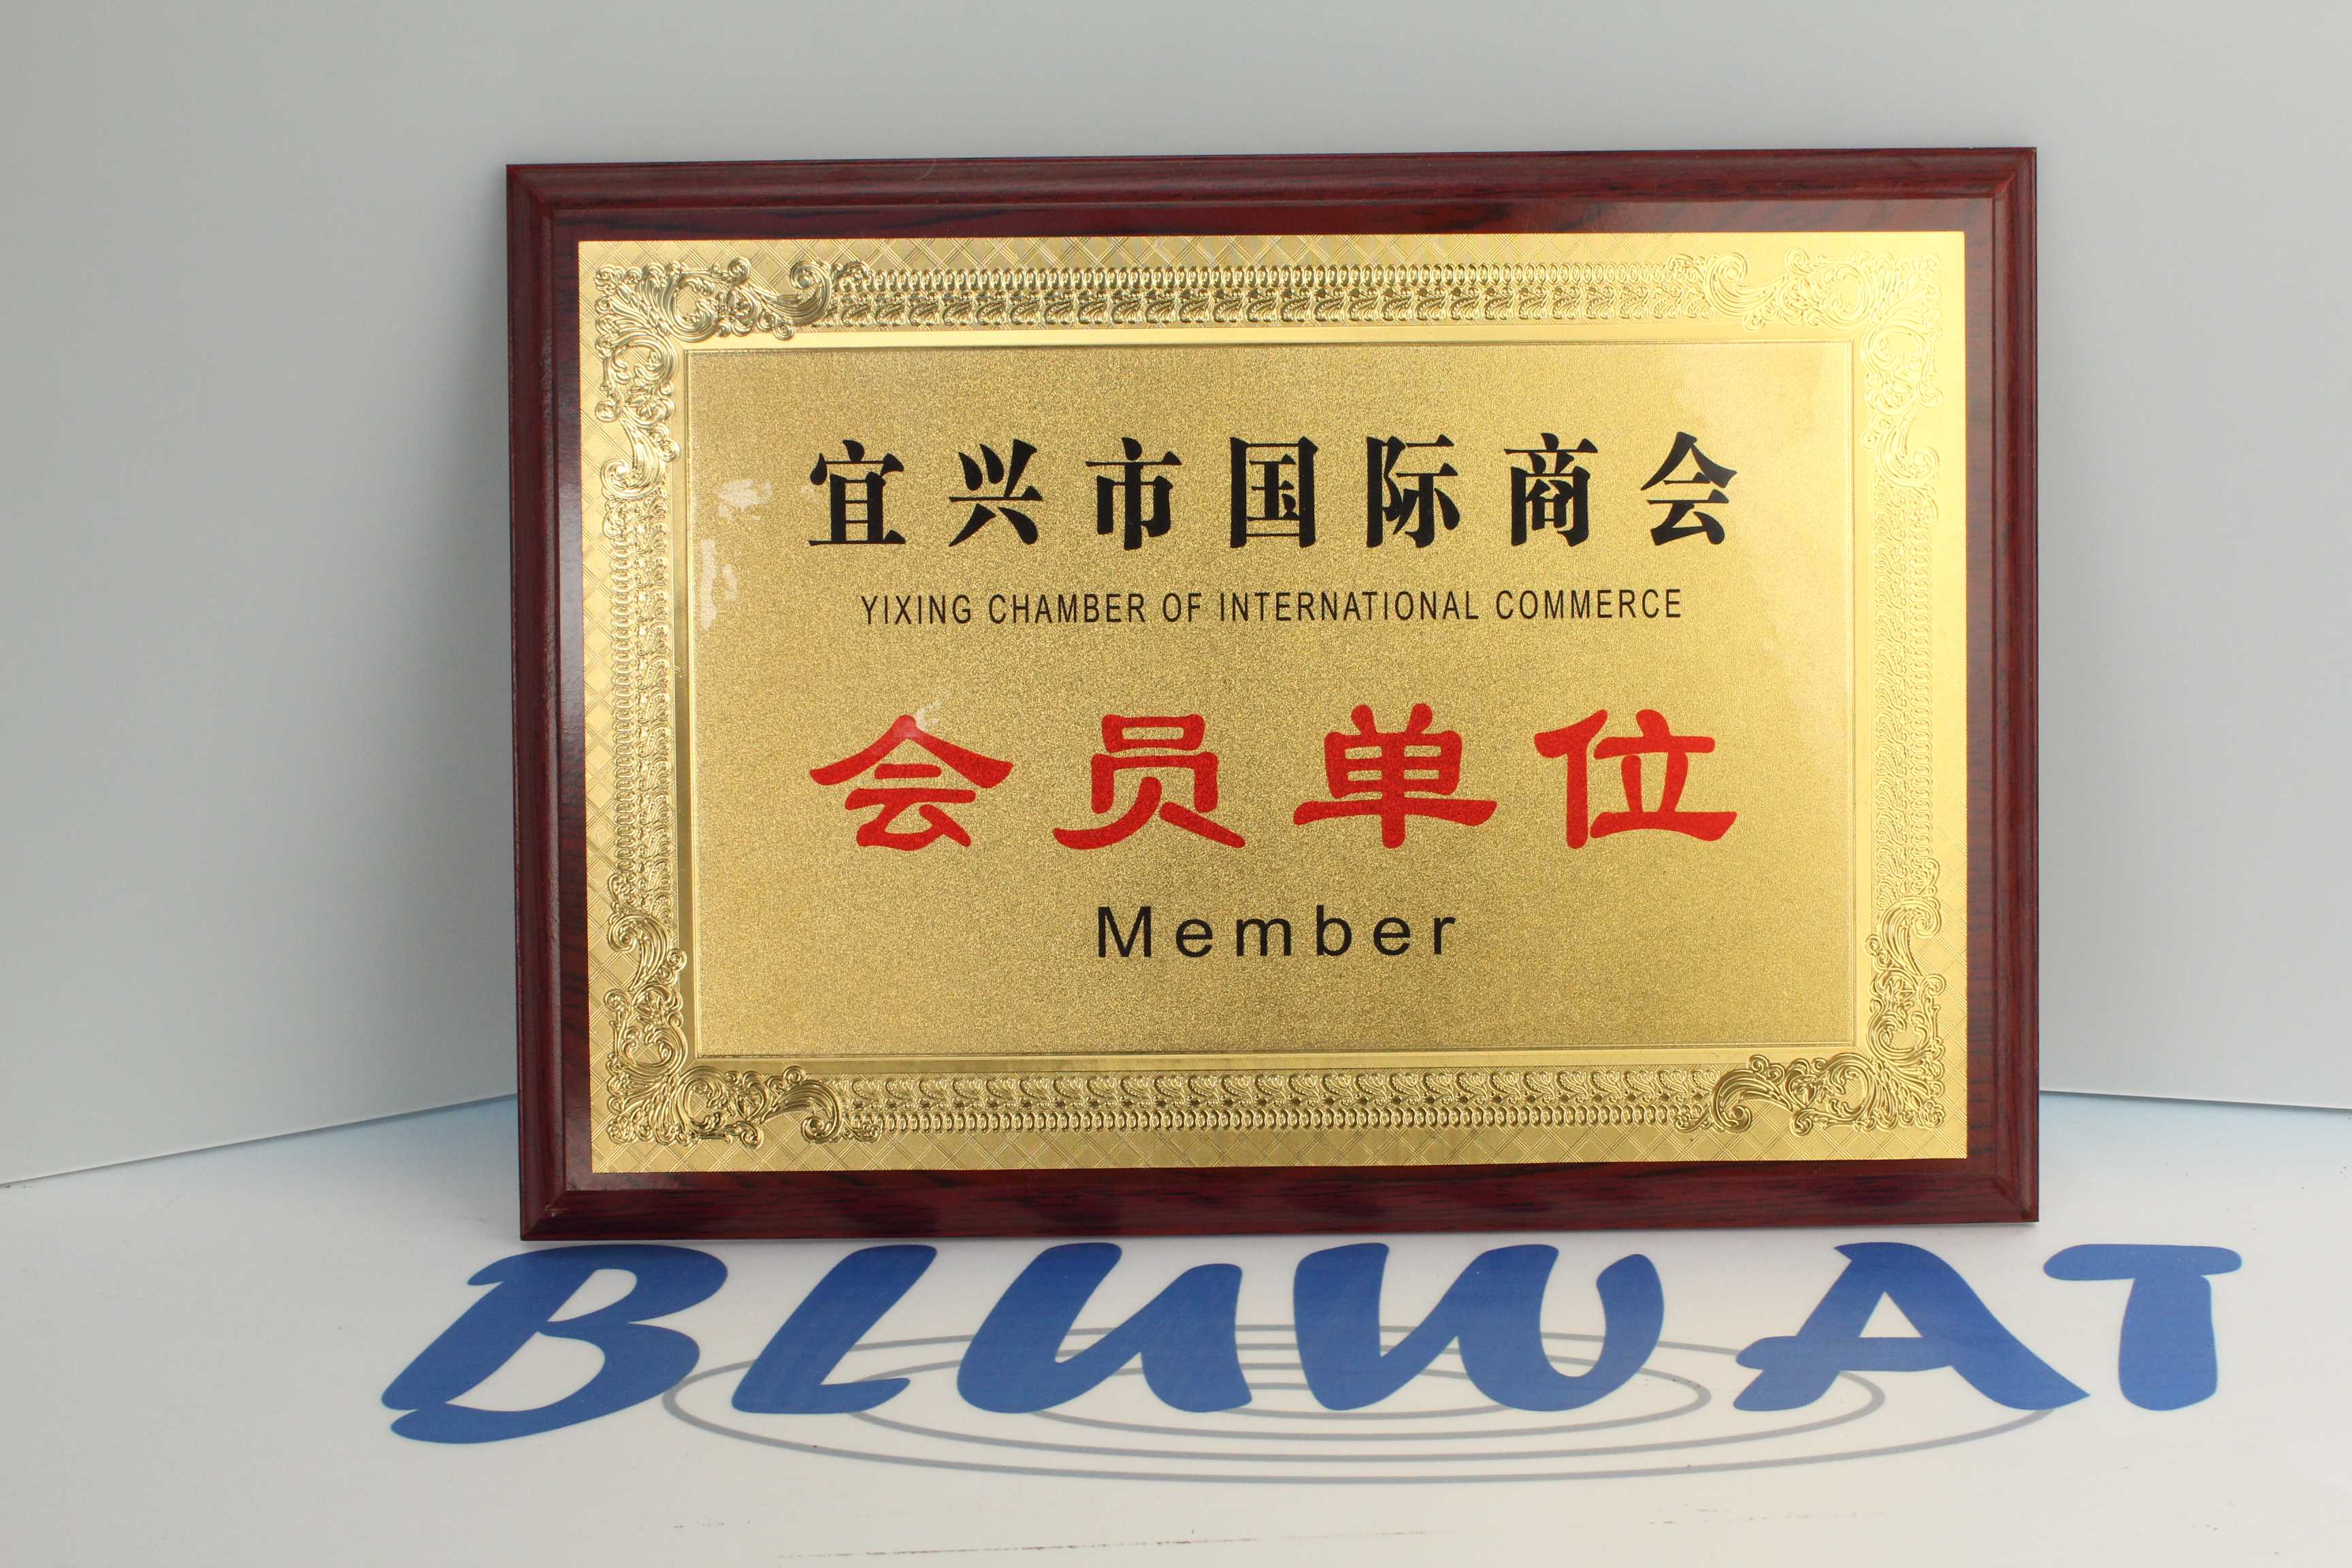 宜兴市国际商会
YIXING CHAMBER OF INTERNATIONAL COMMERCE
会员单位
Member
BLUWAT